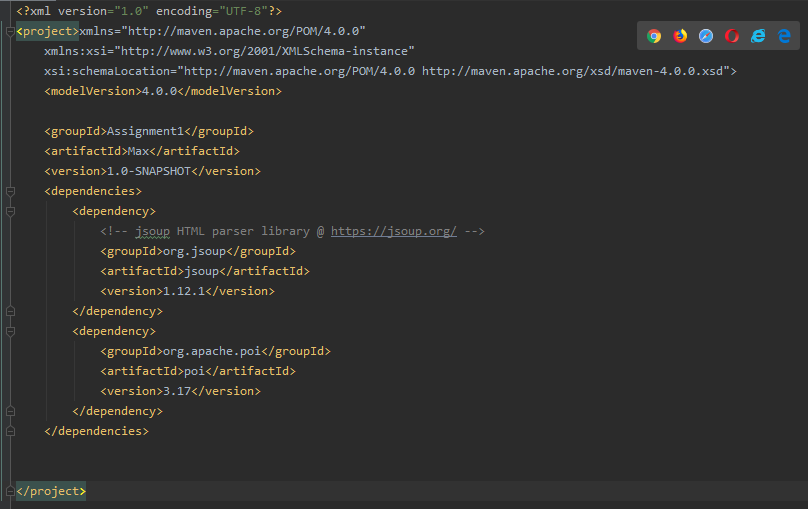 <?xml version="1.0" encoding="UTF-8"?>
<project>xmlns="http://maven.apache.org/POM/4.0.0"
xmlns:xsi="http://www.w3.org/2001/XMLSchema-instance"
xsi:schemaLocation="http://maven.apache.org/POM/4.0.0 http://maven.apache.org/xsd/maven-4.0.0.xsd">
<modelVersion>4.0.0</modelVersion>
<groupId>Assignment1</groupId>
<artifactId>Max</artifactId>
<version>1.0-SNAPSHOT</version>
<dependencies>
<dependency>
<!-- jsoup HTML parser library @ https://jsoup.org/ -->
<groupId>org.jsoup</groupId>
<artifactId>jsoup</artifactId>
<version>1.12.1</version>
</dependency>
<dependency>
<groupId>org.apache.poi</groupId>
<artifactId>poi</artifactId>
<version>3.17</version>
</dependency>
</dependencies>
</project>